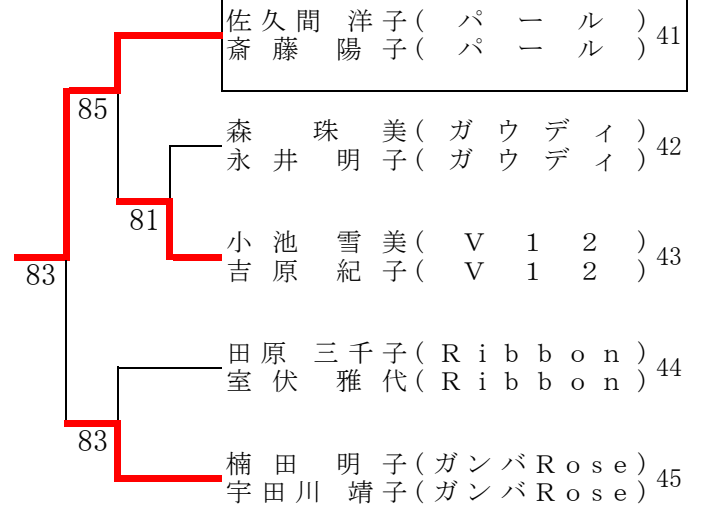 佐久間 洋子(パール)
斎藤 陽子(パール)
41
85
森 珠美(ガウディ)
永井 明子(ガウディ)
42
81
小池 雪美(V12)
吉原 紀子(V12)
43
83
田原 三千子(Ribbon)
室伏 雅代(Ribbon)
44
83
楠田 明子(ガンバRose)
宇田川 靖子(ガンバRose)
45